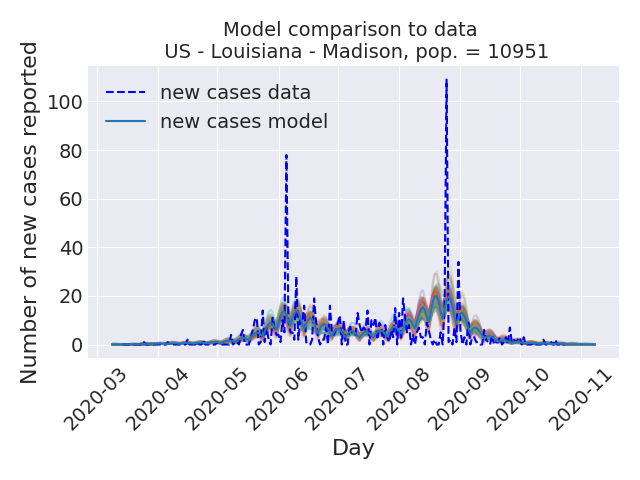 Model comparison to data
US - Louisiana - Madison, pop. = 10951
new cases data
new cases model
Number of new cases reported
100
80
60
40
20
0
2020-03
2020-04
2020-05
2020-06
2020-07
2020-08
2020-09
2020-10
2020-11
Day